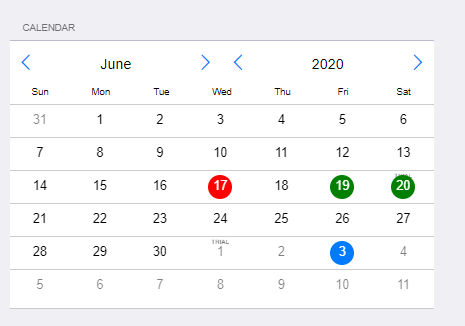 CALENDAR
June 2020
Sun Mon Tue Wed Thu Fri Sat
31 1 2 3 4 5 6
7 8 9 10 11 12 13
14 15 16 17 18 19 20
21 22 23 24 25 26 27
TRIAL
28 29 30 1 2 3 4
5 6 7 8 9 10 11